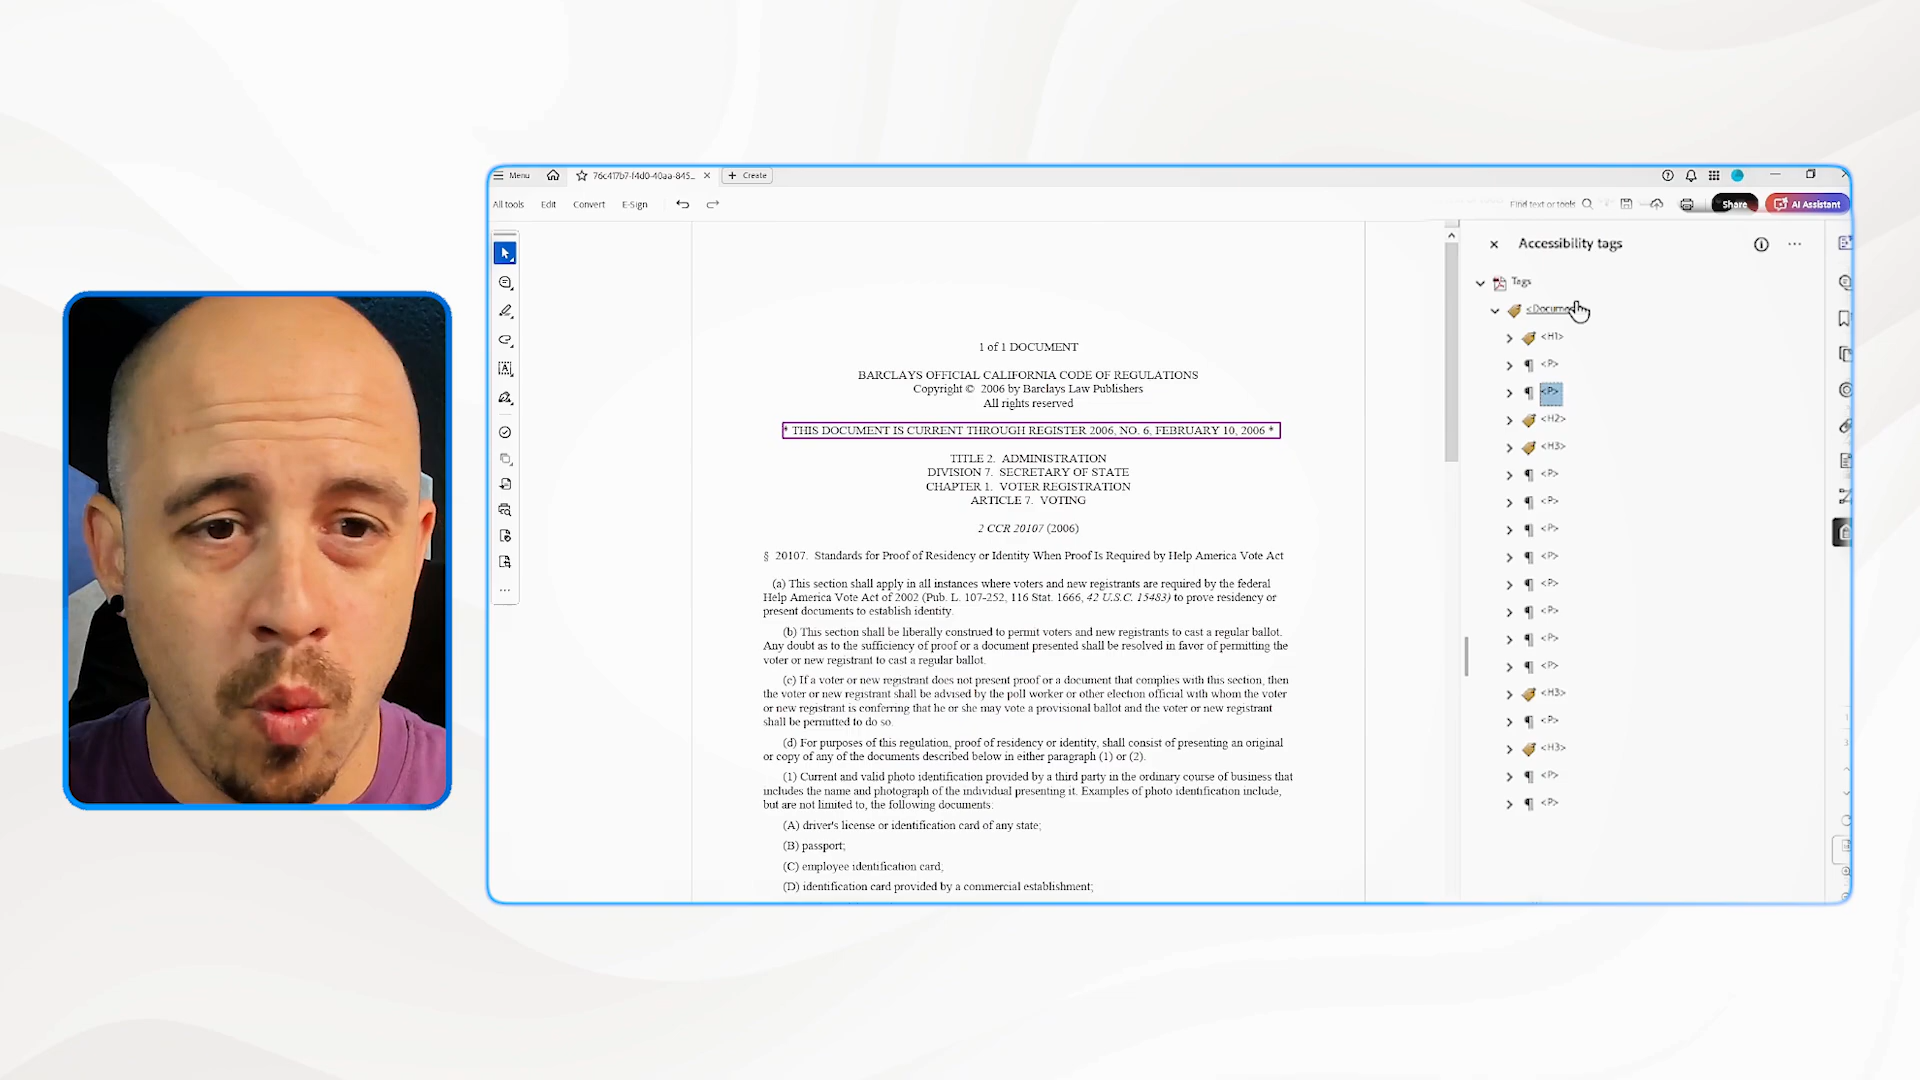 Menu
76c417b7-f4d0-40aa-845...
Create
All tools
Edit
Convert
E-Sign
Find text or tools
Share
AI Assistant
1 of 1 DOCUMENT
BARCLAYS OFFICIAL CALIFORNIA CODE OF REGULATIONS
Copyright © 2006 by Barclays Law Publishers
All rights reserved
* THIS DOCUMENT IS CURRENT THROUGH REGISTER 2006, NO. 6, FEBRUARY 10, 2006 *
TITLE 2. ADMINISTRATION
DIVISION 7. SECRETARY OF STATE
CHAPTER 1. VOTER REGISTRATION
ARTICLE 7. VOTING
2 CCR 20107 (2006)
§ 20107. Standards for Proof of Residency or Identity When Proof Is Required by Help America Vote Act
(a) This section shall apply in all instances where voters and new registrants are required by the federal
Help America Vote Act of 2002 (Pub. L. 107-252, 116 Stat. 1666, 42 U.S.C. 15483) to prove residency or
present documents to establish identity.
(b) This section shall be liberally construed to permit voters and new registrants to cast a regular ballot.
Any doubt as to the sufficiency of proof or a document presented shall be resolved in favor of permitting the
voter or new registrant to cast a regular ballot.
(c) If a voter or new registrant does not present proof or a document that complies with this section, then
the voter or new registrant shall be advised by the poll worker or other election official with whom the voter
or new registrant is conferring that he or she may vote a provisional ballot and the voter or new registrant
shall be permitted to do so.
(d) For purposes of this regulation, proof of residency or identity, shall consist of presenting an original
or copy of any of the documents described below in either paragraph (1) or (2).
(1) Current and valid photo identification provided by a third party in the ordinary course of business that
includes the name and photograph of the individual presenting it. Examples of photo identification include,
but are not limited to, the following documents:
(A) driver's license or identification card of any state;
(B) passport;
(C) employee identification card;
(D) identification card provided by a commercial establishment;
Accessibility tags
Tags
<H1>
<P>
<P>
<H2>
<H3>
<P>
<P>
<P>
<P>
<P>
<P>
<P>
<P>
<H3>
<P>
<H3>
<P>
<P>